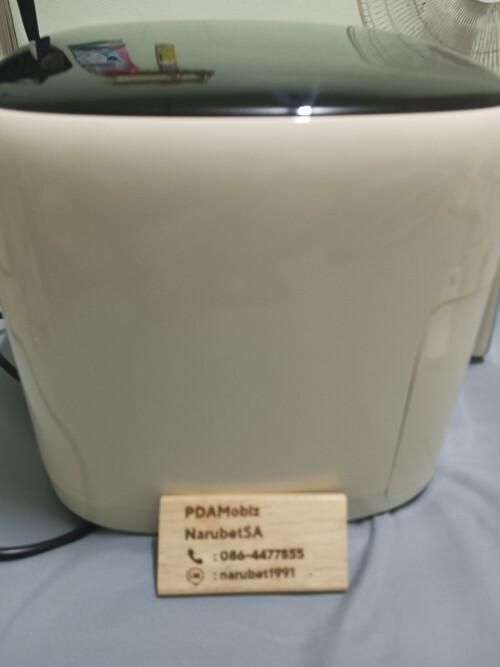 PDAMobiz
NarubetSA
: 086-4477855
: narubet1991